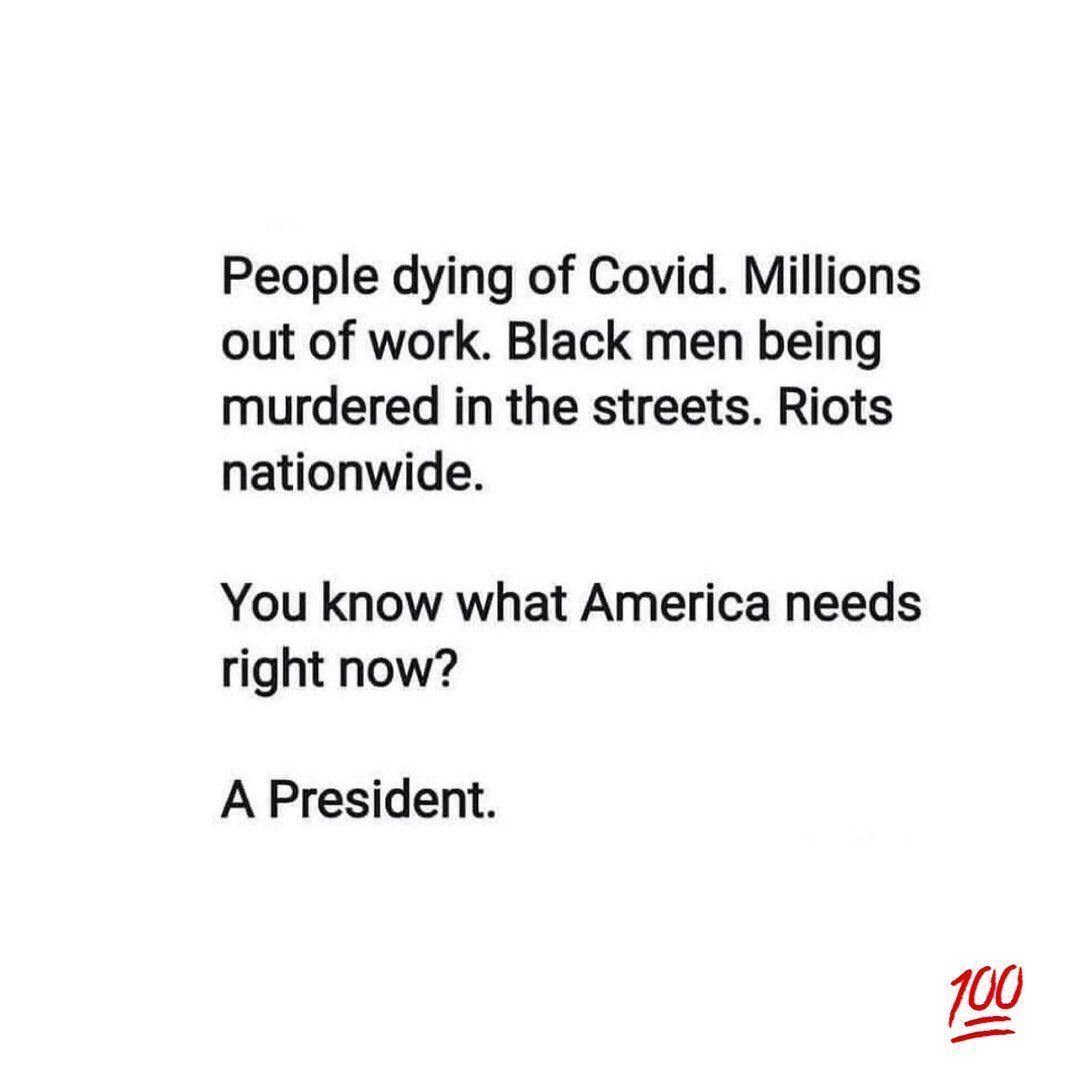 People dying of Covid. Millions
out of work. Black men being
murdered in the streets. Riots
nationwide.
You know what America needs
right now?
A President.
100